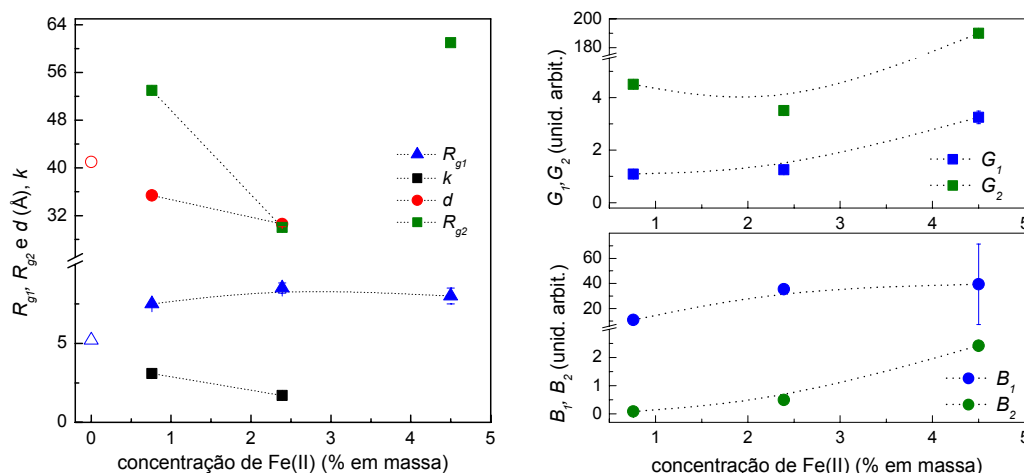 R_g1, R_g2 e d (Å), k
64
56
48
40
32
5
0
R_g1
k
d
R_g2
0 1 2 3 4 5
concentração de Fe(II) (% em massa)
G_1, G_2 (unid. arbit.)
200
190
4
2
0
G_1
G_2
1 2 3 4 5
B_1, B_2 (unid. arbit.)
60
40
20
2
1
0
B_1
B_2
1 2 3 4 5
concentração de Fe(II) (% em massa)